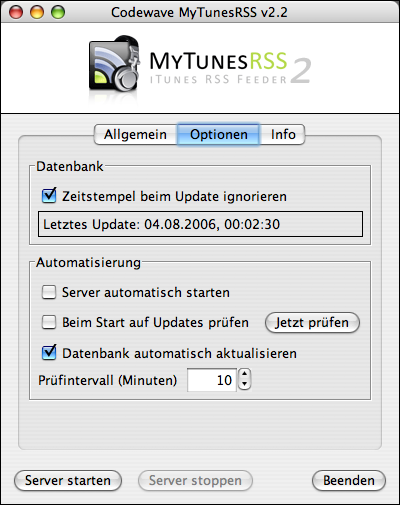 Codewave MyTunesRSS v2.2
MyTunesRSS
iTunes RSS Feeder 2
Allgemein Optionen Info
Datenbank
Zeitstempel beim Update ignorieren
Letztes Update: 04.08.2006, 00:02:30
Automatisierung
Server automatisch starten
Beim Start auf Updates prüfen Jetzt prüfen
Datenbank automatisch aktualisieren
Prüfintervall (Minuten) 10
Server starten Server stoppen Beenden